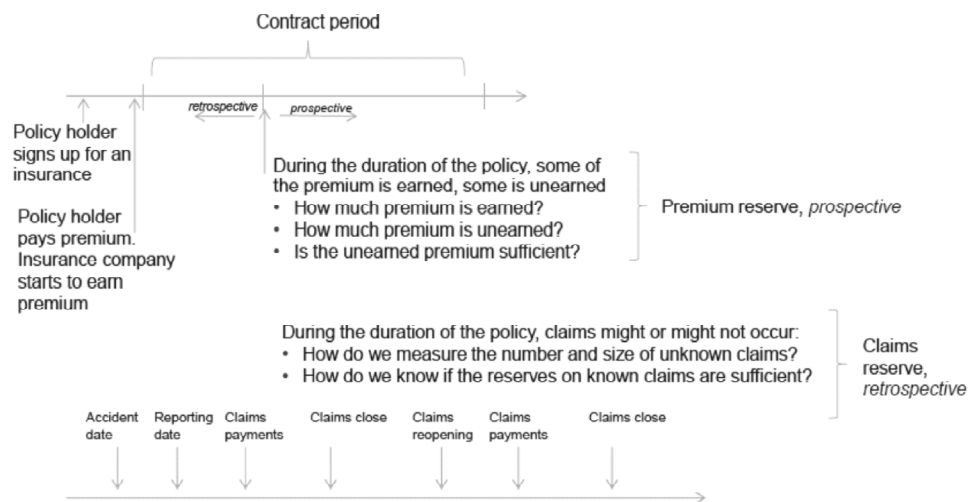 Contract period
retrospective
prospective
Policy holder
signs up for an
insurance
Policy holder
pays premium.
Insurance company
starts to earn
premium
During the duration of the policy, some of
the premium is earned, some is unearned
• How much premium is earned?
• How much premium is unearned?
• Is the unearned premium sufficient?
Premium reserve, prospective
During the duration of the policy, claims might or might not occur:
• How do we measure the number and size of unknown claims?
• How do we know if the reserves on known claims are sufficient?
Claims
reserve,
retrospective
Accident
date
Reporting
date
Claims
payments
Claims close
Claims
reopening
Claims
payments
Claims close